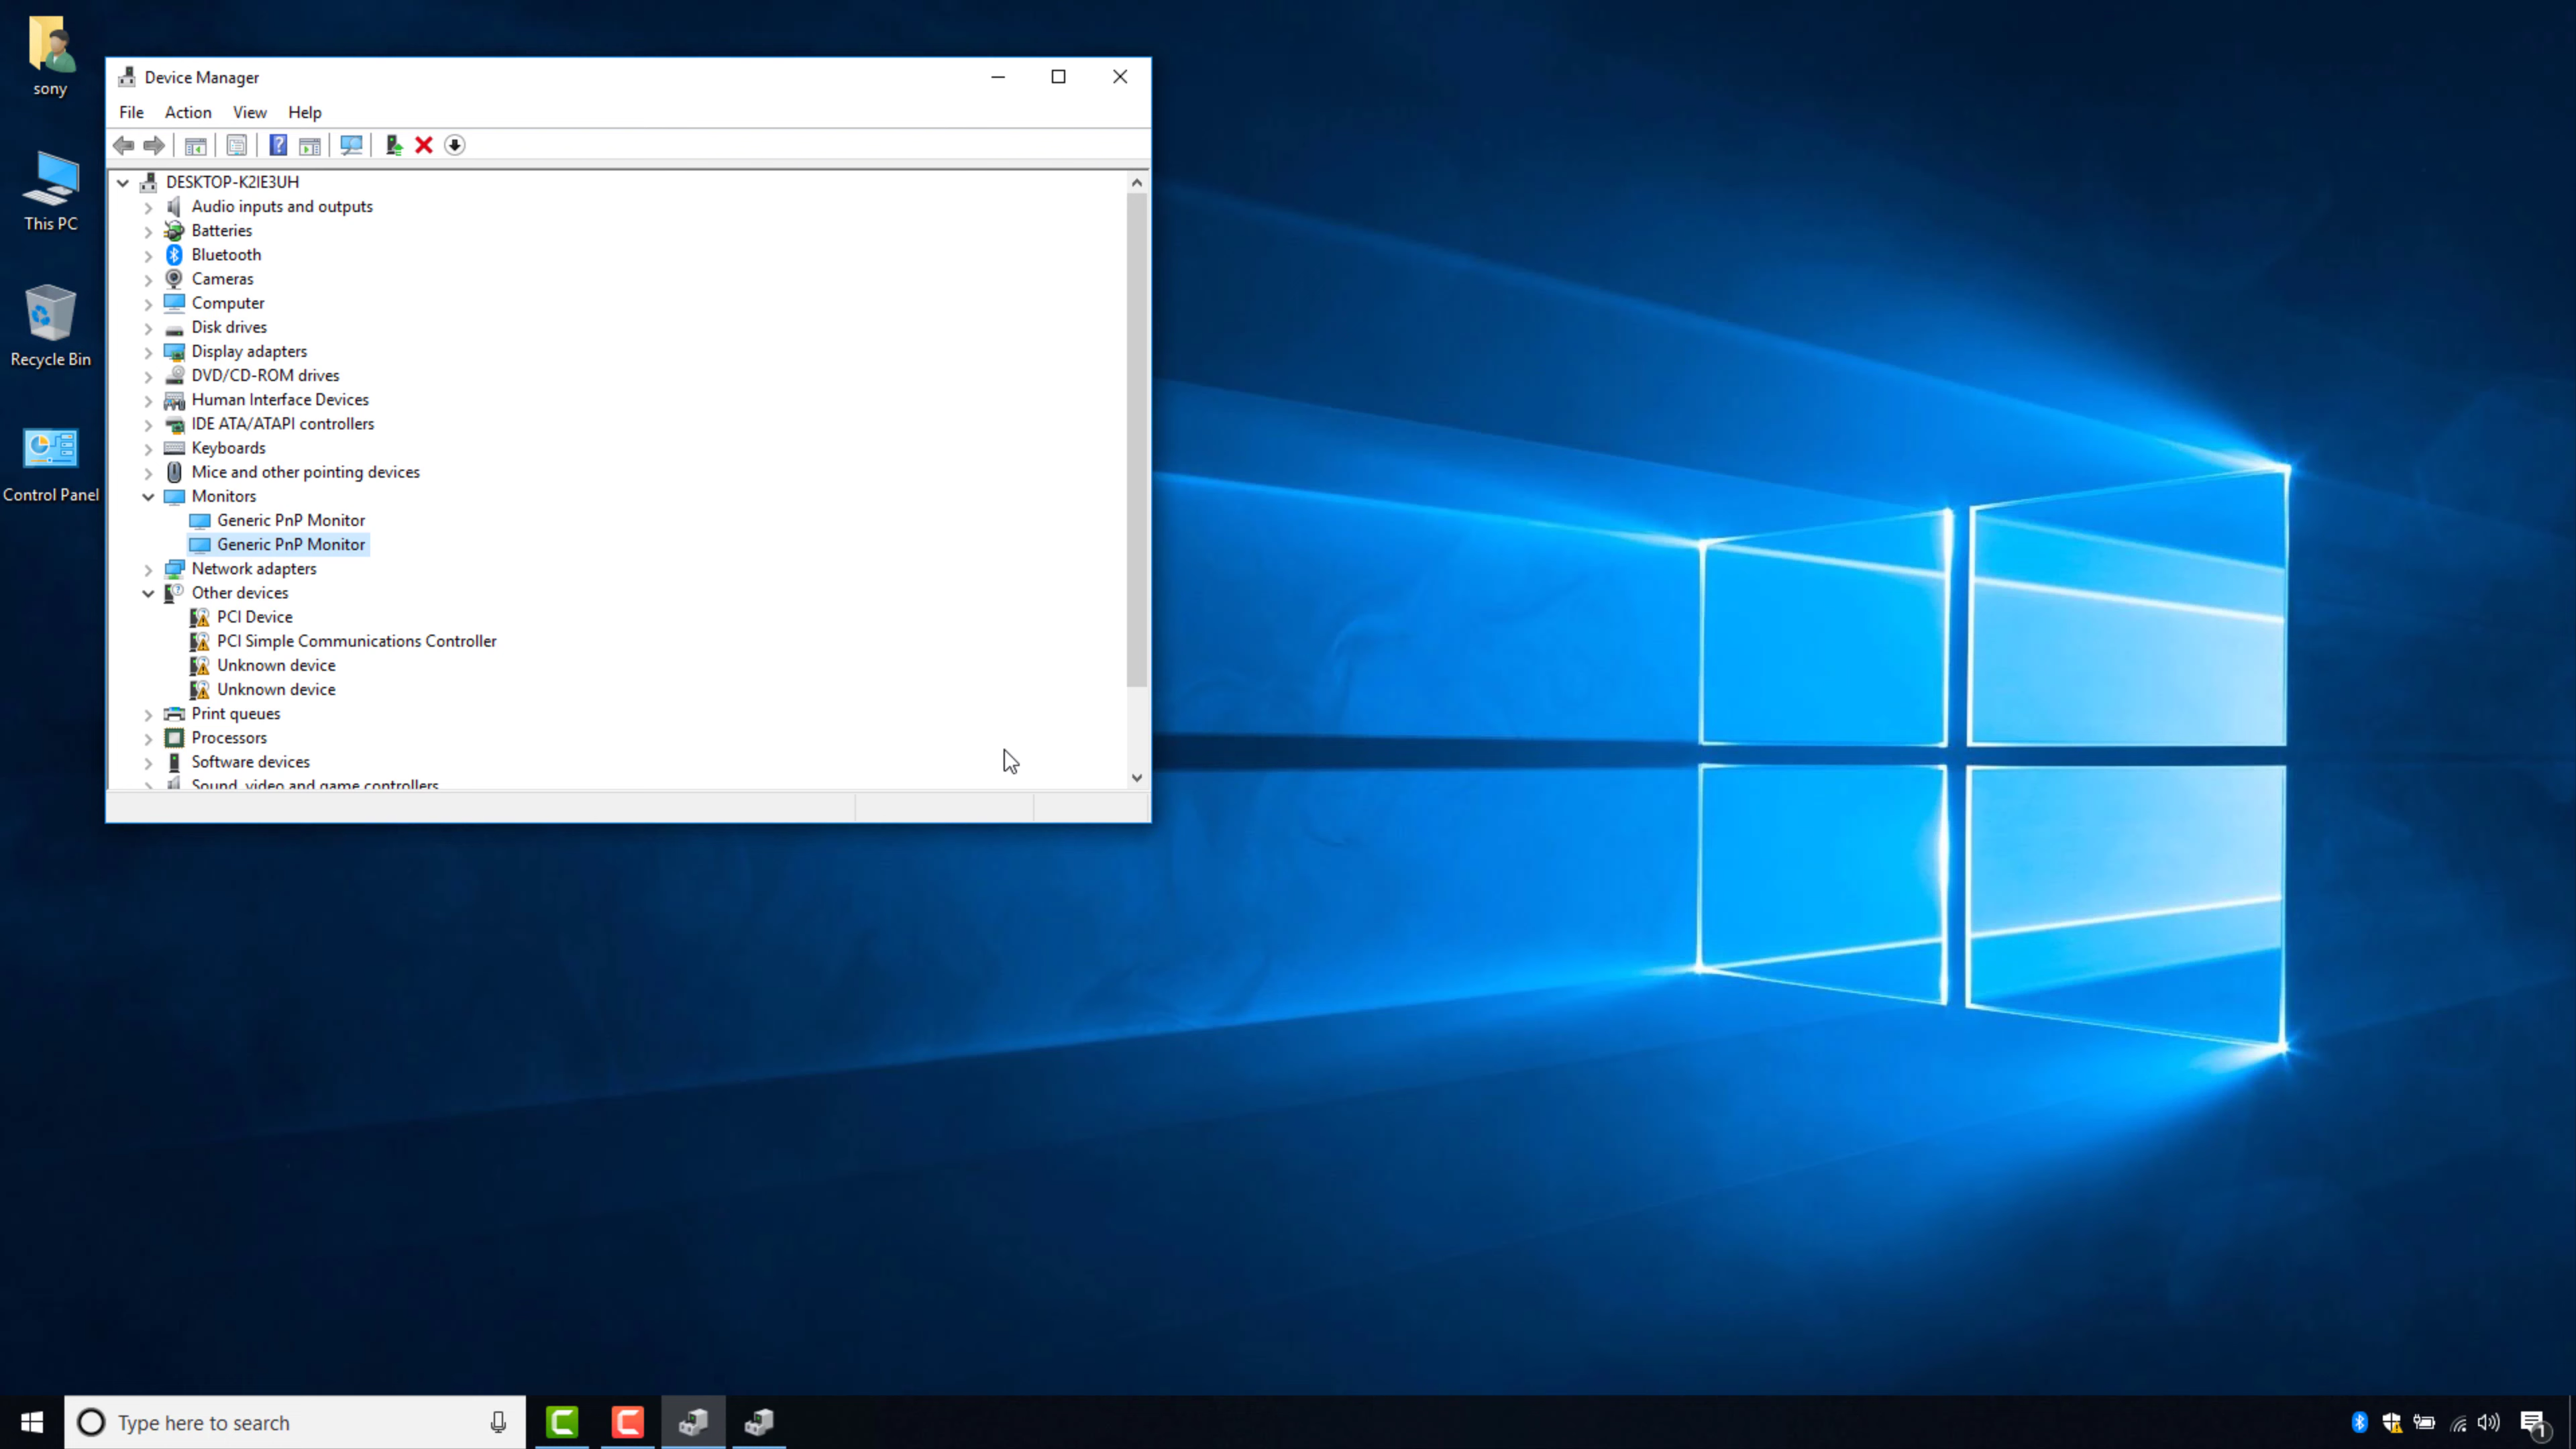 sony
This PC
Recycle Bin
Control Panel
Device Manager
File Action View Help
DESKTOP-K2IE3UH
Audio inputs and outputs
Batteries
Bluetooth
Cameras
Computer
Disk drives
Display adapters
DVD/CD-ROM drives
Human Interface Devices
IDE ATA/ATAPI controllers
Keyboards
Mice and other pointing devices
Monitors
Generic PnP Monitor
Generic PnP Monitor
Network adapters
Other devices
PCI Device
PCI Simple Communications Controller
Unknown device
Unknown device
Print queues
Processors
Software devices
Sound, video and game controllers
Type here to search
1